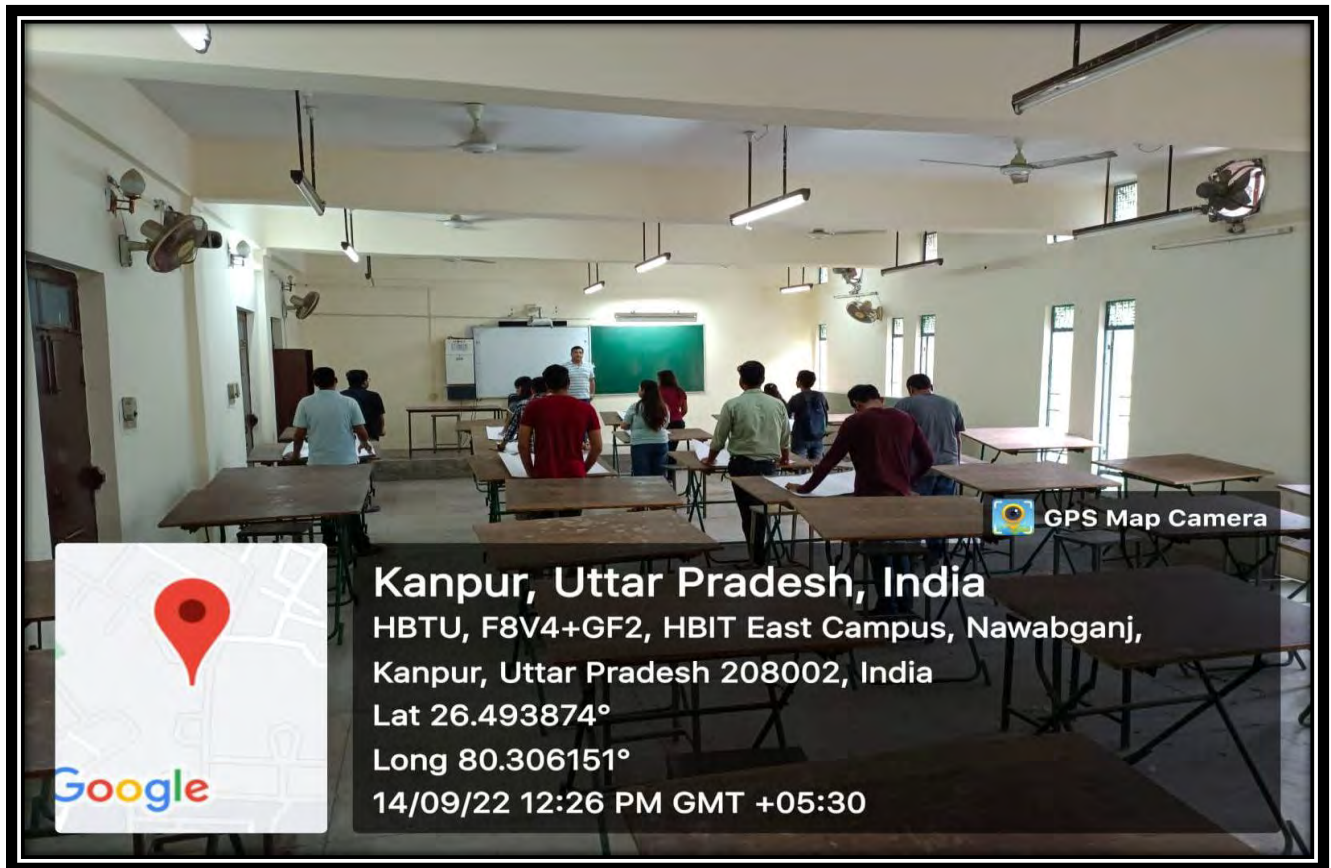 GPS Map Camera
Kanpur, Uttar Pradesh, India
HBTU, F8V4+GF2, HBIT East Campus, Nawabganj,
Kanpur, Uttar Pradesh 208002, India
Lat 26.493874°
Long 80.306151°
14/09/22 12:26 PM GMT +05:30
Google